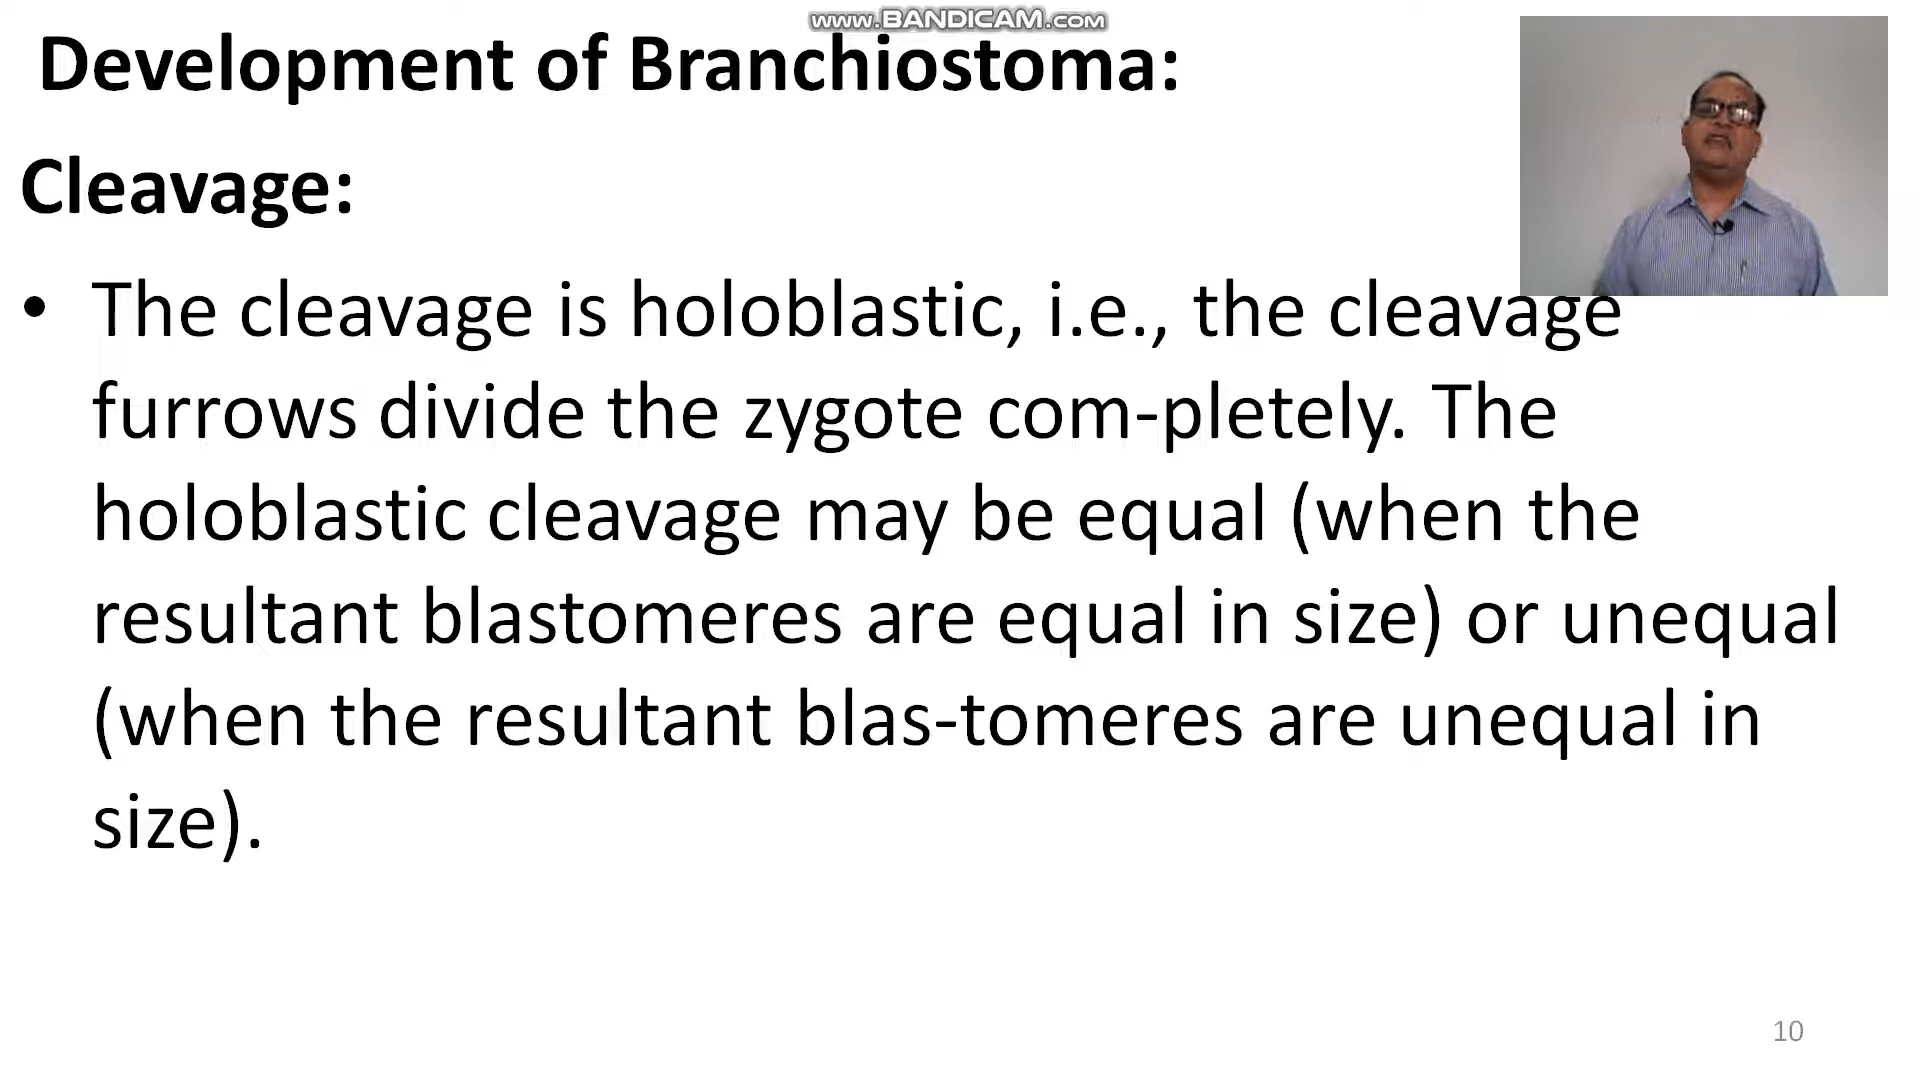 www.BANDICAM.com
Development of Branchiostoma:
Cleavage:
• The cleavage is holoblastic, i.e., the cleavage
furrows divide the zygote com-pletely. The
holoblastic cleavage may be equal (when the
resultant blastomeres are equal in size) or unequal
(when the resultant blas-tomeres are unequal in
size).
10